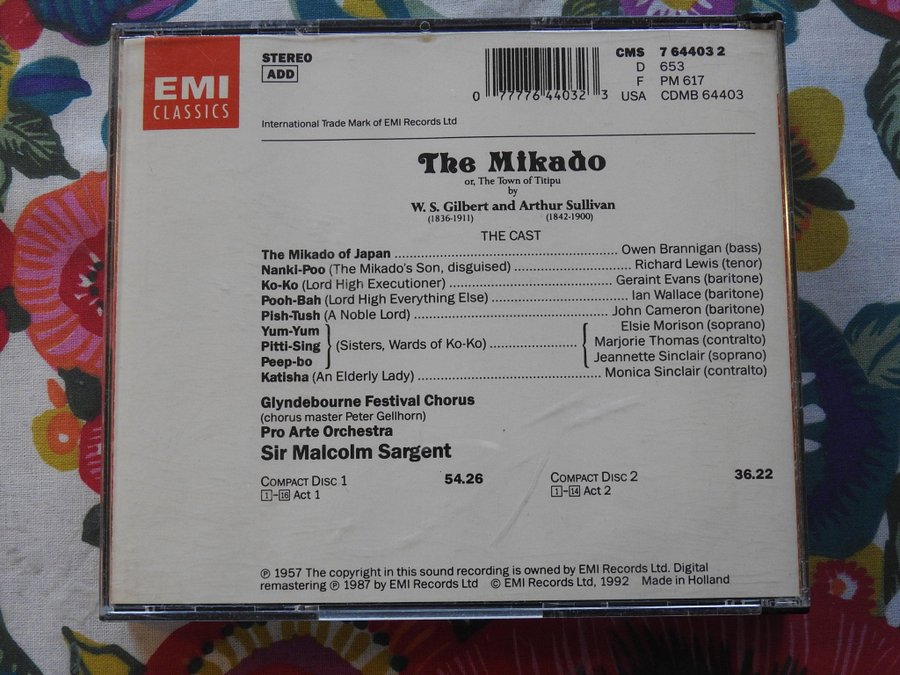 EMI
CLASSICS
STEREO
ADD
0 77776 44032 3
CMS 7 64403 2
D 653
F PM 617
USA CDMB 64403
International Trade Mark of EMI Records Ltd
The Mikado
or, The Town of Titipu
by
W. S. Gilbert and Arthur Sullivan
(1836-1911) (1842-1900)
THE CAST
The Mikado of Japan ........ Owen Brannigan (bass)
Nanki-Poo (The Mikado's Son, disguised) ........ Richard Lewis (tenor)
Ko-Ko (Lord High Executioner) ........ Geraint Evans (baritone)
Pooh-Bah (Lord High Everything Else) ........ Ian Wallace (baritone)
Pish-Tush (A Noble Lord) ........ John Cameron (baritone)
Yum-Yum Elsie Morison (soprano)
Pitti-Sing (Sisters, Wards of Ko-Ko) ........ Marjorie Thomas (contralto)
Peep-bo Jeannette Sinclair (soprano)
Katisha (An Elderly Lady) ........ Monica Sinclair (contralto)
Glyndebourne Festival Chorus
(chorus master Peter Gellhorn)
Pro Arte Orchestra
Sir Malcolm Sargent
COMPACT DISC 1 54.26
1-16 Act 1
COMPACT DISC 2 36.22
1-14 Act 2
℗ 1957 The copyright in this sound recording is owned by EMI Records Ltd. Digital
remastering ℗ 1987 by EMI Records Ltd © EMI Records Ltd, 1992 Made in Holland